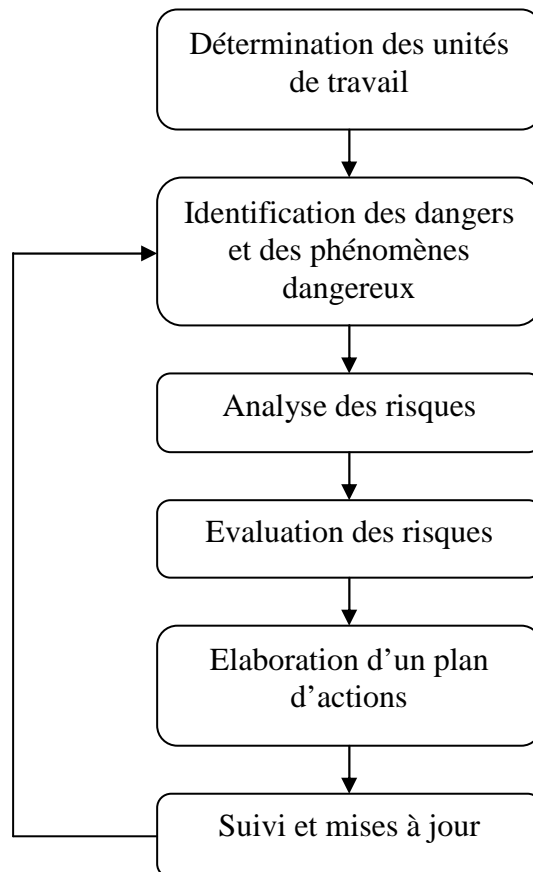 Détermination des unités
de travail
Identification des dangers
et des phénomènes
dangereux
Analyse des risques
Evaluation des risques
Elaboration d’un plan
d’actions
Suivi et mises à jour